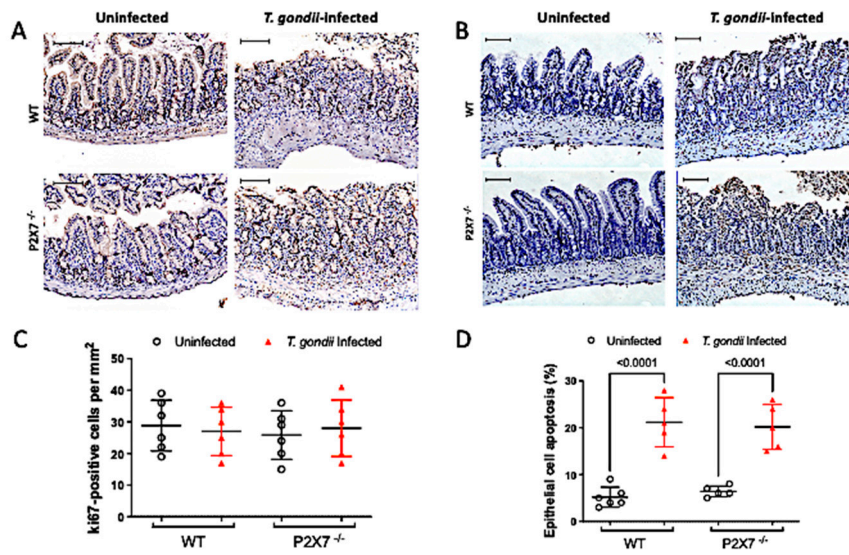 A
Uninfected
T. gondii-infected
WT
P2X7 -/-
B
Uninfected
T. gondii-infected
WT
P2X7 -/-
C
Uninfected
T. gondii Infected
ki67-positive cells per mm2
50
40
30
20
10
0
WT
P2X7 -/-
D
Uninfected
T. gondii Infected
Epithelial cell apoptosis (%)
<0.0001
<0.0001
30
20
10
0
WT
P2X7 -/-